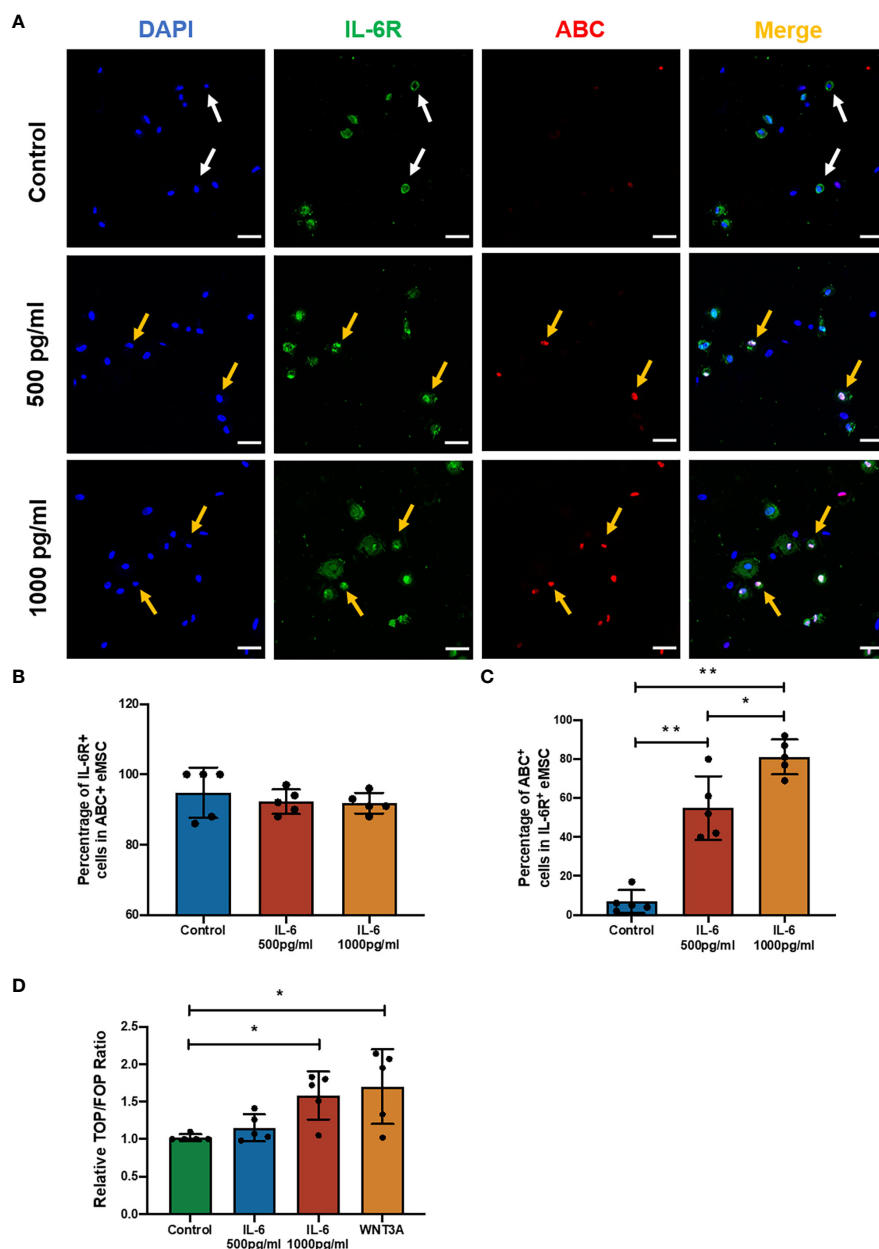 A
DAPI
IL-6R
ABC
Merge
Control
500 pg/ml
1000 pg/ml
B
Percentage of IL-6R+
cells in ABC+ eMSC
120
100
80
60
Control
IL-6
500pg/ml
IL-6
1000pg/ml
C
Percentage of ABC+
cells in IL-6R+ eMSC
100
80
60
40
20
0
**
**
*
Control
IL-6
500pg/ml
IL-6
1000pg/ml
D
Relative TOP/FOP Ratio
2.5
2.0
1.5
1.0
0.5
0.0
*
*
Control
IL-6
500pg/ml
IL-6
1000pg/ml
WNT3A